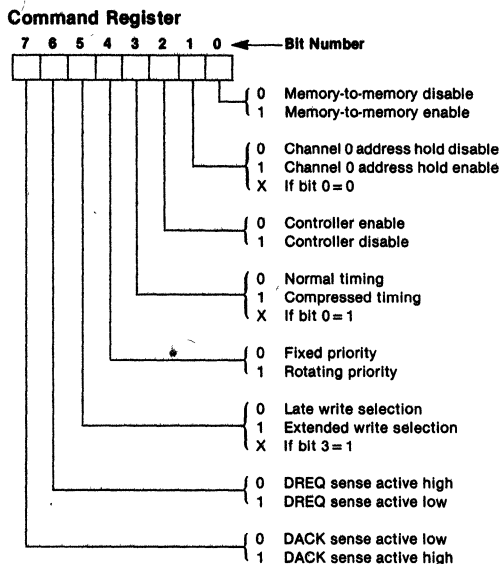 Command Register
7 6 5 4 3 2 1 0 Bit Number
0 Memory-to-memory disable
1 Memory-to-memory enable
0 Channel 0 address hold disable
1 Channel 0 address hold enable
X If bit 0=0
0 Controller enable
1 Controller disable
0 Normal timing
1 Compressed timing
X If bit 0=1
0 Fixed priority
1 Rotating priority
0 Late write selection
1 Extended write selection
X If bit 3=1
0 DREQ sense active high
1 DREQ sense active low
0 DACK sense active low
1 DACK sense active high